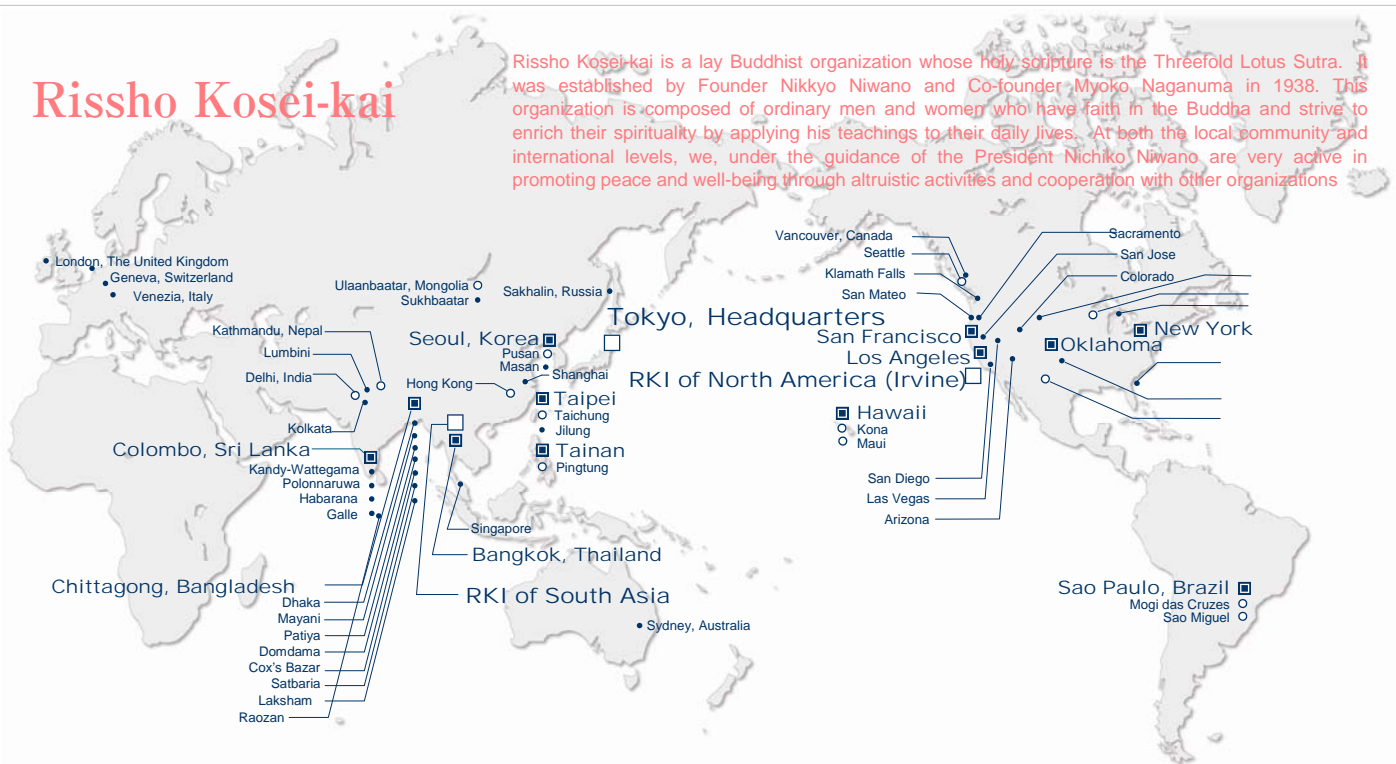 Rissho Kosei-kai
Rissho Kosei-kai is a lay Buddhist organization whose holy scripture is the Threefold Lotus Sutra. It
was established by Founder Nikkyo Niwano and Co-founder Myoko Naganuma in 1938. This
organization is composed of ordinary men and women who have faith in the Buddha and strive to
enrich their spirituality by applying his teachings to their daily lives. At both the local community and
international levels, we, under the guidance of the President Nichiko Niwano are very active in
promoting peace and well-being through altruistic activities and cooperation with other organizations
London, The United Kingdom
Geneva, Switzerland
Venezia, Italy
Ulaanbaatar, Mongolia
Sukhbaatar
Sakhalin, Russia
Tokyo, Headquarters
Kathmandu, Nepal
Lumbini
Delhi, India
Kolkata
Seoul, Korea
Pusan
Masan
Shanghai
Hong Kong
Taipei
Taichung
Jilung
Tainan
Pingtung
Colombo, Sri Lanka
Kandy-Wattegama
Polonnaruwa
Habarana
Galle
Singapore
Bangkok, Thailand
RKI of South Asia
Chittagong, Bangladesh
Dhaka
Mayani
Patiya
Domdama
Cox's Bazar
Satbaria
Laksham
Raozan
Sydney, Australia
Vancouver, Canada
Seattle
Klamath Falls
San Mateo
San Francisco
Los Angeles
RKI of North America (Irvine)
Sacramento
San Jose
Colorado
New York
Oklahoma
Hawaii
Kona
Maui
San Diego
Las Vegas
Arizona
Sao Paulo, Brazil
Mogi das Cruzes
Sao Miguel